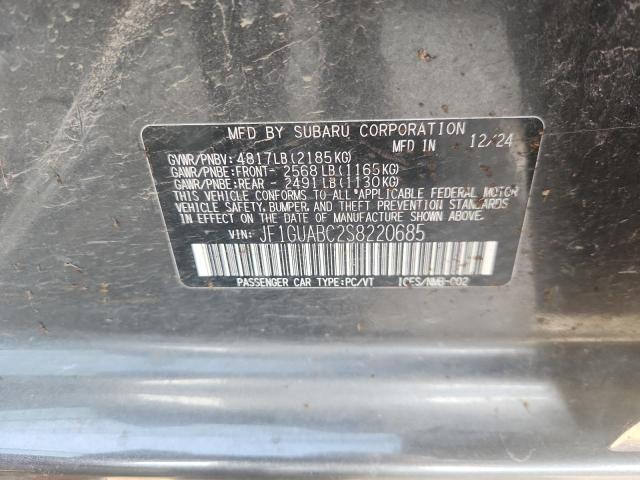 MFD BY SUBARU CORPORATION
MFD IN 12/24
GVWR/PNBV: 4817LB(2185KG)
GAWR/PNBE:FRONT- 2568LB(1165KG)
GAWR/PNBE:REAR - 2491LB(1130KG)
THIS VEHICLE CONFORMS TO ALL APPLICABLE FEDERAL MOTOR
VEHICLE SAFETY, BUMPER, AND THEFT PREVENTION STANDARDS
IN EFFECT ON THE DATE OF MANUFACTURE SHOWN ABOVE.
VIN: JF1GUABC2S8220685
PASSENGER CAR TYPE:PC/VT ICES/NMB-002